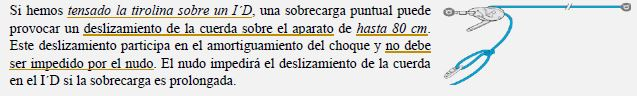 Si hemos tensado la tirolina sobre un I´D, una sobrecarga puntual puede
provocar un deslizamiento de la cuerda sobre el aparato de hasta 80 cm.
Este deslizamiento participa en el amortiguamiento del choque y no debe
ser impedido por el nudo. El nudo impedirá el deslizamiento de la cuerda
en el I´D si la sobrecarga es prolongada.